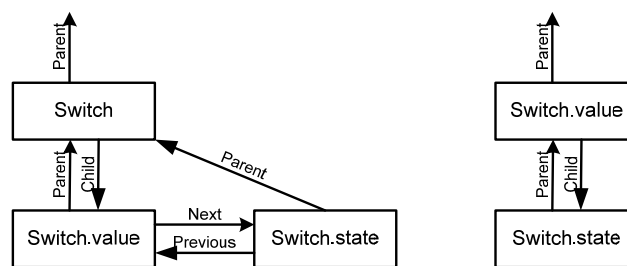 Parent
Switch
Parent
Child
Parent
Switch.value
Next
Previous
Switch.state
Parent
Switch.value
Parent
Child
Switch.state